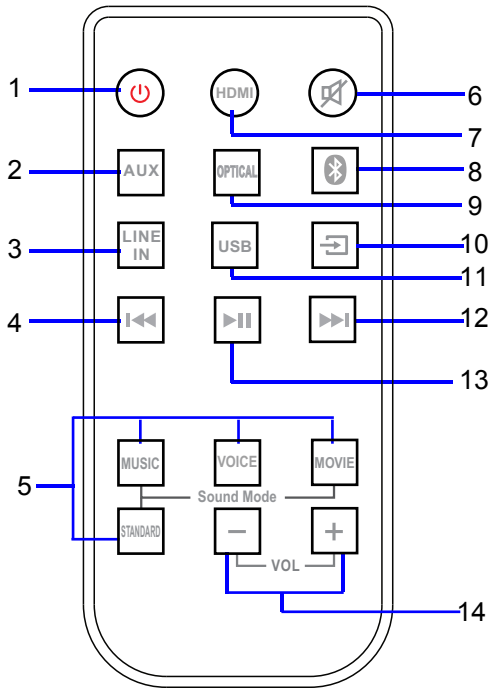 1
HDMI
6
7
2
AUX
OPTICAL
8
9
3
LINE
IN
USB
10
11
4
12
13
5
MUSIC
VOICE
MOVIE
Sound Mode
STANDARD
VOL
14